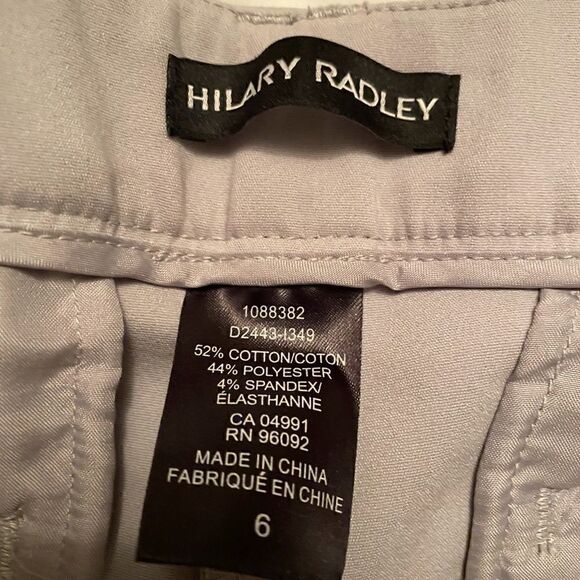 HILARY RADLEY
1088382
D2443-I349
52% COTTON/COTON
44% POLYESTER
4% SPANDEX/
ÉLASTHANNE
CA 04991
RN 96092
MADE IN CHINA
FABRIQUÉ EN CHINE
6